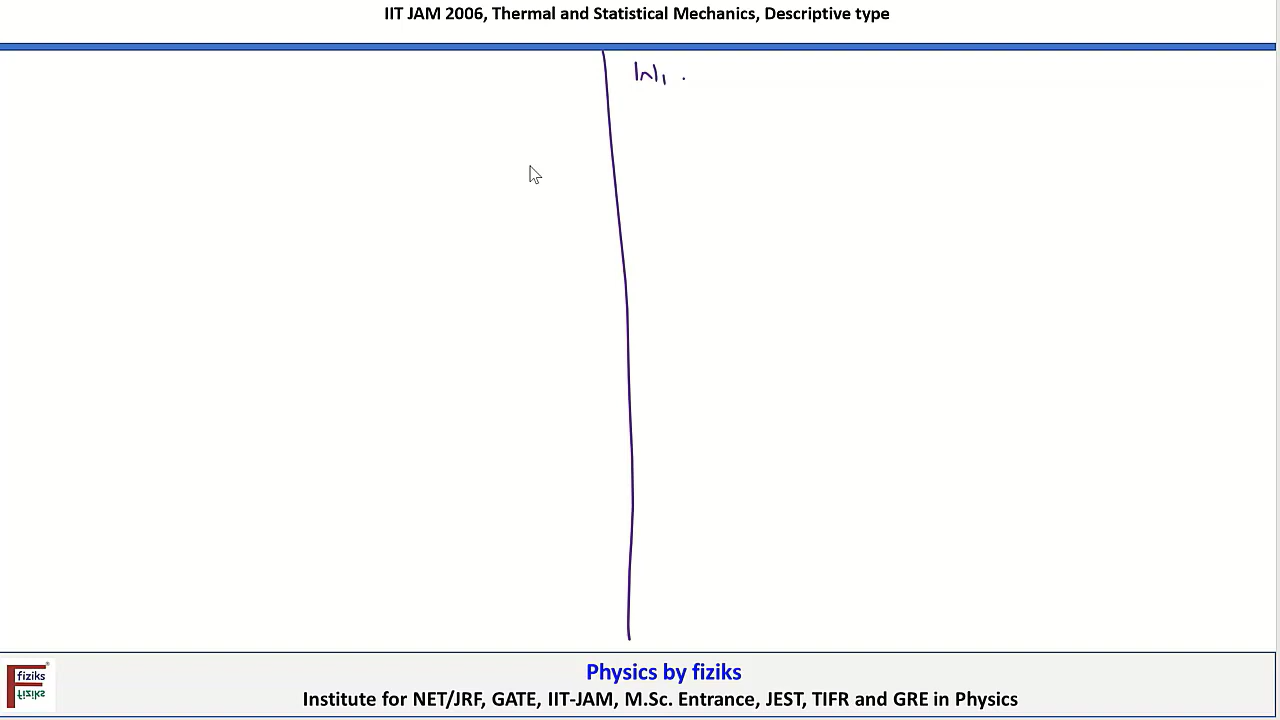 IIT JAM 2006, Thermal and Statistical Mechanics, Descriptive type
W₁
fiziks
fiziks
Physics by fiziks
Institute for NET/JRF, GATE, IIT-JAM, M.Sc. Entrance, JEST, TIFR and GRE in Physics